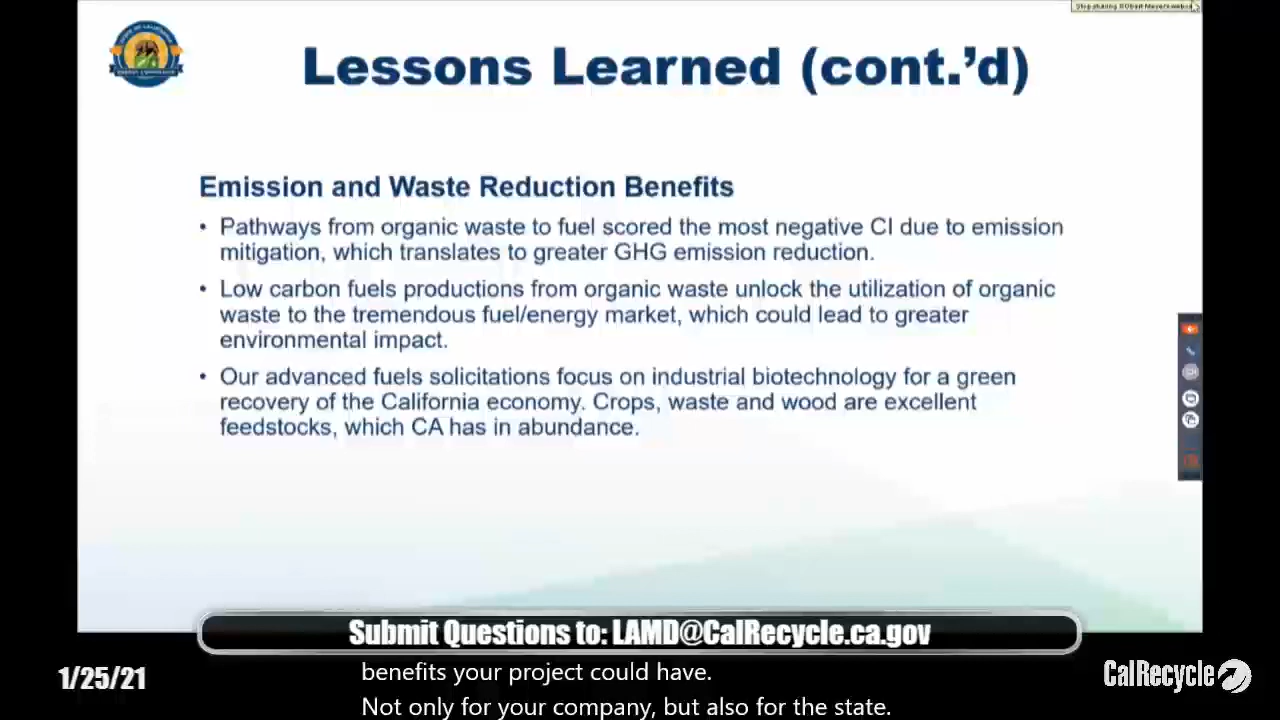 Stop sharing
Lessons Learned (cont.'d)
Emission and Waste Reduction Benefits
• Pathways from organic waste to fuel scored the most negative CI due to emission
mitigation, which translates to greater GHG emission reduction.
• Low carbon fuels productions from organic waste unlock the utilization of organic
waste to the tremendous fuel/energy market, which could lead to greater
environmental impact.
• Our advanced fuels solicitations focus on industrial biotechnology for a green
recovery of the California economy. Crops, waste and wood are excellent
feedstocks, which CA has in abundance.
Submit Questions to: LAMD@CalRecycle.ca.gov
benefits your project could have.
Not only for your company, but also for the state.
1/25/21
CalRecycle